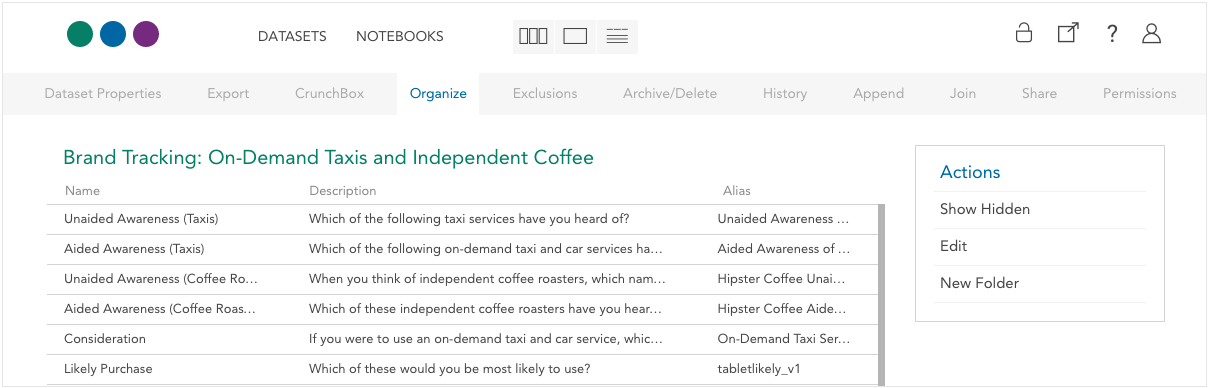 DATASETS NOTEBOOKS ?
Dataset Properties Export CrunchBox Organize Exclusions Archive/Delete History Append Join Share Permissions
Brand Tracking: On-Demand Taxis and Independent Coffee
Name Description Alias
Unaided Awareness (Taxis) Which of the following taxi services have you heard of? Unaided Awareness ...
Aided Awareness (Taxis) Which of the following on-demand taxi and car services ha... Aided Awareness of ...
Unaided Awareness (Coffee Ro... When you think of independent coffee roasters, which nam... Hipster Coffee Unai...
Aided Awareness (Coffee Roas... Which of these independent coffee roasters have you hear... Hipster Coffee Aide...
Consideration If you were to use an on-demand taxi and car service, whic... On-Demand Taxi Ser...
Likely Purchase Which of these would you be most likely to use? tabletlikely_v1
Actions
Show Hidden
Edit
New Folder